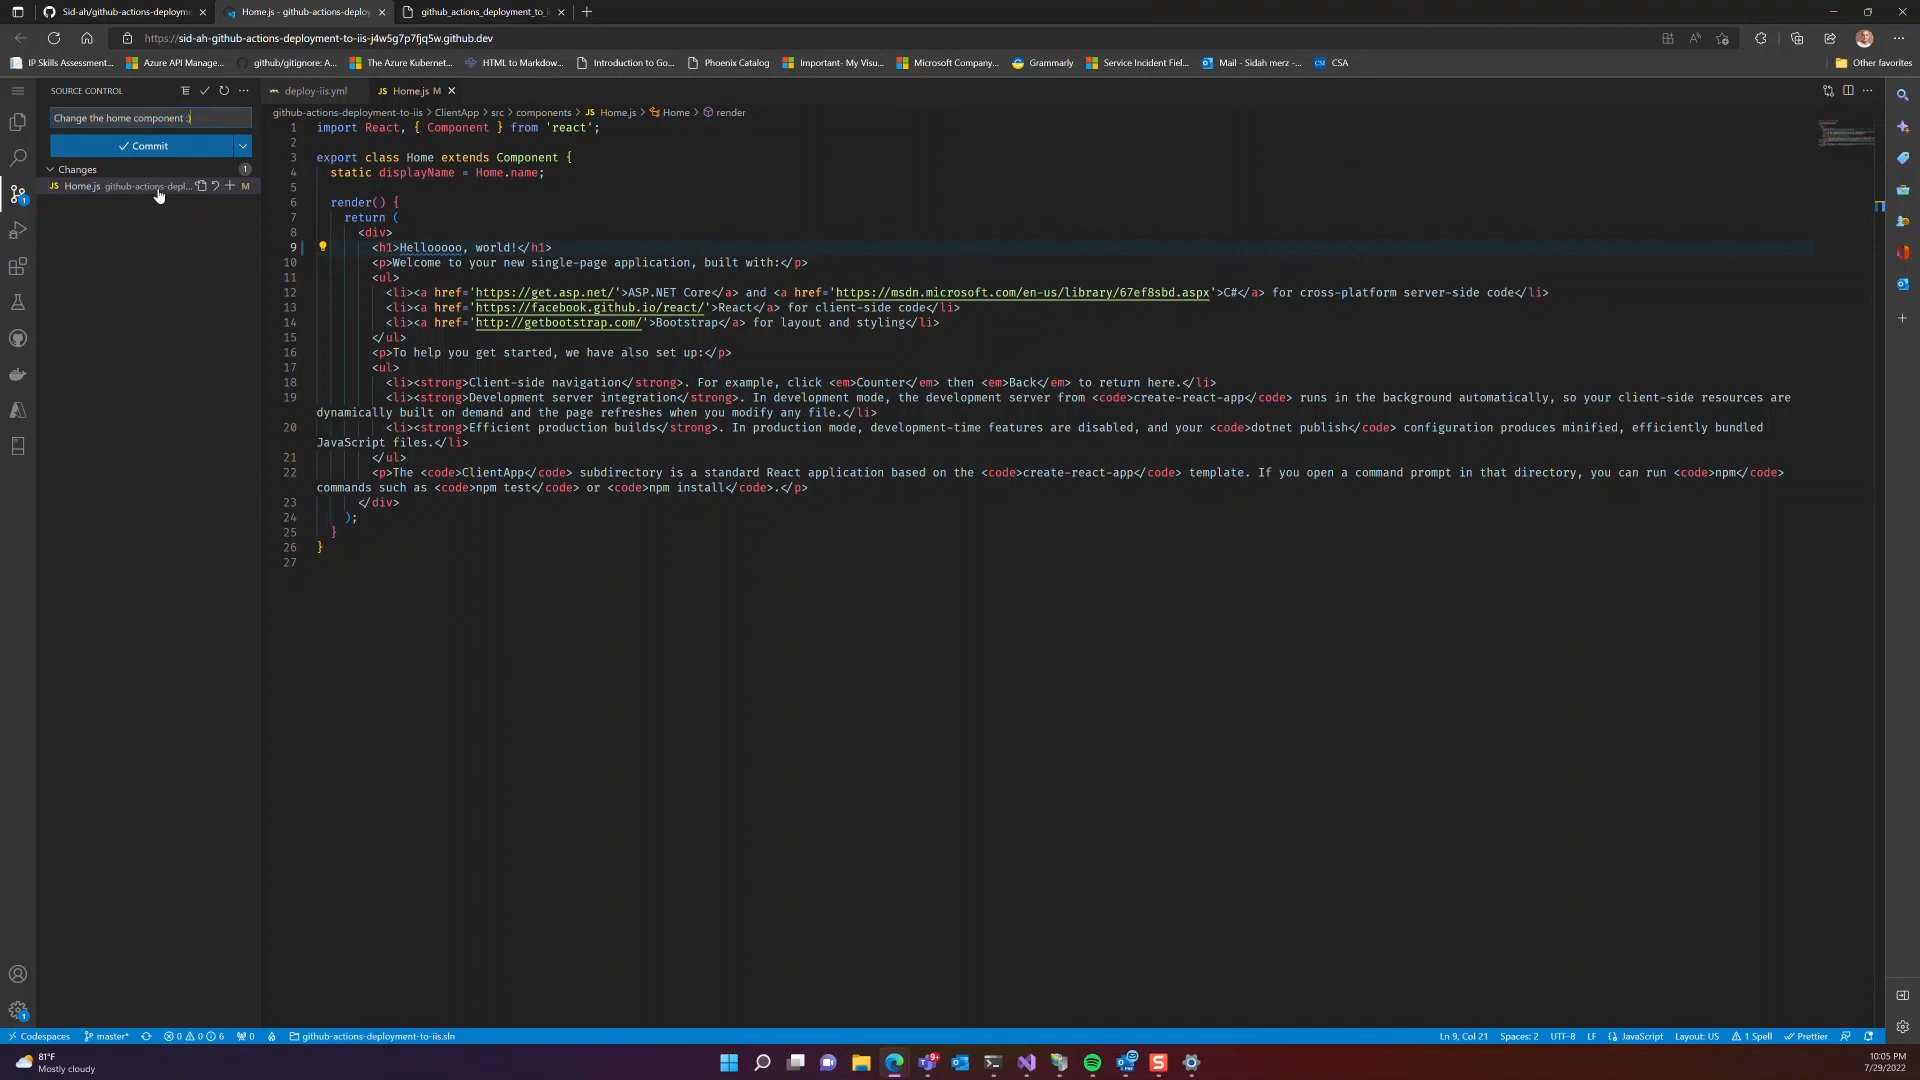 Sid-ah/github-actions-deploym
Home.js - github-actions-deploy
github_actions_deployment_to_i
https://sid-ah-github-actions-deployment-to-iis-j4w5g7p7fjq5w.github.dev
IP Skills Assessment...
Azure API Manage...
github/gitignore: A...
The Azure Kubernet...
HTML to Markdow...
Introduction to Go...
Phoenix Catalog
Important- My Visu...
Microsoft Company...
Grammarly
Service Incident Fiel...
Mail - Sidah merz -...
CSA
Other favorites
SOURCE CONTROL
deploy-iis.yml
JS Home.js M
Change the home component :)
github-actions-deployment-to-iis > ClientApp > src > components > JS Home.js > Home > render
Commit
Changes 1
JS Home.js github-actions-depl... M
1 import React, { Component } from 'react';
2
3 export class Home extends Component {
4 static displayName = Home.name;
5
6 render() {
7 return (
8 <div>
9 <h1>Hellooooo, world!</h1>
10 <p>Welcome to your new single-page application, built with:</p>
11 <ul>
12 <li><a href='https://get.asp.net/'>ASP.NET Core</a> and <a href='https://msdn.microsoft.com/en-us/library/67ef8sbd.aspx'>C#</a> for cross-platform server-side code</li>
13 <li><a href='https://facebook.github.io/react/'>React</a> for client-side code</li>
14 <li><a href='http://getbootstrap.com/'>Bootstrap</a> for layout and styling</li>
15 </ul>
16 <p>To help you get started, we have also set up:</p>
17 <ul>
18 <li><strong>Client-side navigation</strong>. For example, click <em>Counter</em> then <em>Back</em> to return here.</li>
19 <li><strong>Development server integration</strong>. In development mode, the development server from <code>create-react-app</code> runs in the background automatically, so your client-side resources are
dynamically built on demand and the page refreshes when you modify any file.</li>
20 <li><strong>Efficient production builds</strong>. In production mode, development-time features are disabled, and your <code>dotnet publish</code> configuration produces minified, efficiently bundled
JavaScript files.</li>
21 </ul>
22 <p>The <code>ClientApp</code> subdirectory is a standard React application based on the <code>create-react-app</code> template. If you open a command prompt in that directory, you can run <code>npm</code>
commands such as <code>npm test</code> or <code>npm install</code>.</p>
23 </div>
24 );
25 }
26 }
27
Codespaces master* 0 0 6 0 github-actions-deployment-to-iis.sln
Ln 9, Col 21 Spaces: 2 UTF-8 LF {} JavaScript Layout: US 1 Spell Prettier
81°F
Mostly cloudy
10:05 PM
7/29/2022